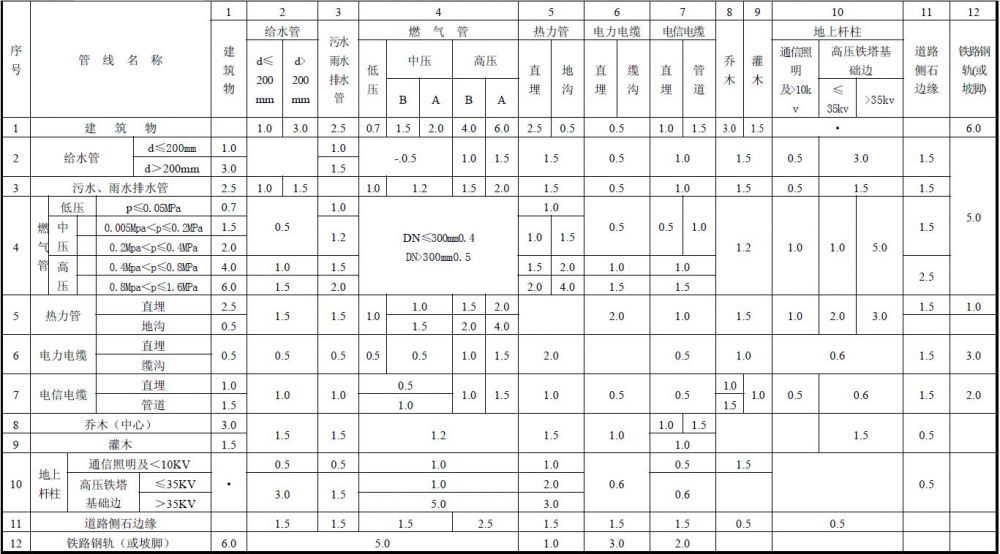 序号 管线名称 1 2 3 4 5 6 7 8 9 10 11 12
建筑物 给水管 污水雨水排水管 燃气管 热力管 电力电缆 电信电缆 乔木 灌木 地上杆柱 道路侧石边缘 铁路钢轨(或坡脚)
d≤200mm d>200mm 低压 中压 高压 直埋 地沟 直埋 缆沟 直埋 管道 通信照明及>10kv 高压铁塔基础边
B A B A ≤35kv >35kv
1 建筑物 1.0 3.0 2.5 0.7 1.5 2.0 4.0 6.0 2.5 0.5 0.5 1.0 1.5 3.0 1.5 • 6.0
2 给水管 d≤200mm 1.0 1.0 -.0.5 1.0 1.5 1.5 0.5 1.0 1.5 0.5 3.0 1.5
d>200mm 3.0 1.5
3 污水、雨水排水管 2.5 1.0 1.5 1.0 1.2 1.5 2.0 1.5 0.5 1.0 1.5 0.5 1.5 1.5
5.0
4 燃气管 低压 p≤0.05MPa 0.7 0.5 1.0 DN≤300mm0.4 1.0 0.5 0.5 1.0 1.2 1.0 1.0 5.0 1.5
中压 0.005Mpa<p≤0.2MPa 1.5 1.2 DN>300mm0.5 1.0 1.5
0.2Mpa<p≤0.4MPa 2.0
高压 0.4Mpa<p≤0.8MPa 4.0 1.0 1.5 1.5 2.0 1.0 1.0 2.5
0.8Mpa<p≤1.6MPa 6.0 1.5 2.0 2.0 4.0 1.5 1.5
5 热力管 直埋 2.5 1.5 1.5 1.0 1.0 1.5 2.0 2.0 1.0 1.5 1.0 2.0 3.0 1.5 1.0
地沟 0.5 1.5 2.0 4.0
6 电力电缆 直埋 0.5 0.5 0.5 0.5 0.5 1.0 1.5 2.0 0.5 1.0 0.6 1.5 3.0
缆沟
7 电信电缆 直埋 1.0 1.0 1.0 0.5 1.0 1.5 1.0 0.5 0.5 1.0 1.0 0.5 0.6 1.5 2.0
管道 1.5 1.0 1.5
8 乔木（中心） 3.0 1.5 1.5 1.2 1.5 1.0 1.0 1.5 1.5 0.5
9 灌木 1.5 1.0
10 地上杆柱 通信照明及<10KV • 0.5 0.5 1.0 1.0 0.6 0.5 1.5 0.5
高压铁塔基础边 ≤35KV 3.0 1.5 1.0 2.0 0.6
>35KV 5.0 3.0
11 道路侧石边缘 1.5 1.5 1.5 2.5 1.5 1.5 1.5 0.5 0.5
12 铁路钢轨（或坡脚） 6.0 5.0 1.0 3.0 2.0